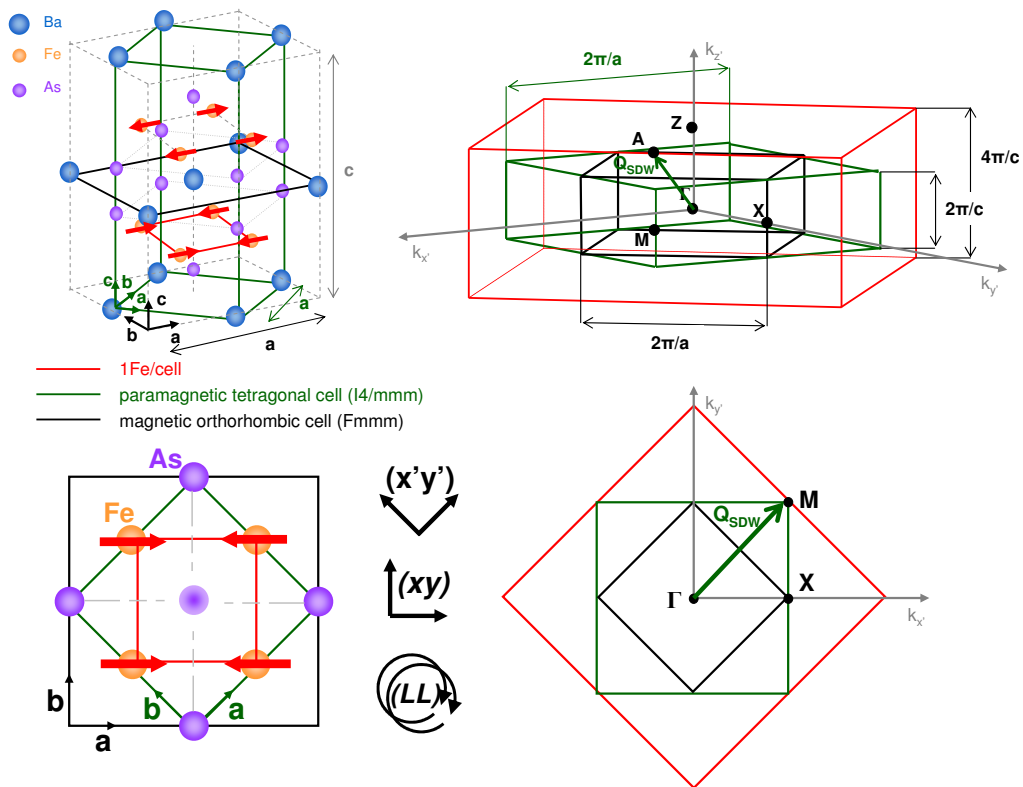 Ba
Fe
As
c
c
b
a
c
b
a
a
a
1Fe/cell
paramagnetic tetragonal cell (I4/mmm)
magnetic orthorhombic cell (Fmmm)
2π/a
k_z'
Z
A
Q_SDW
Γ
X
M
k_x'
k_y'
4π/c
2π/c
2π/a
As
Fe
b
a
b
a
(x'y')
(xy)
(LL)
k_y'
M
Q_SDW
Γ
X
k_x'